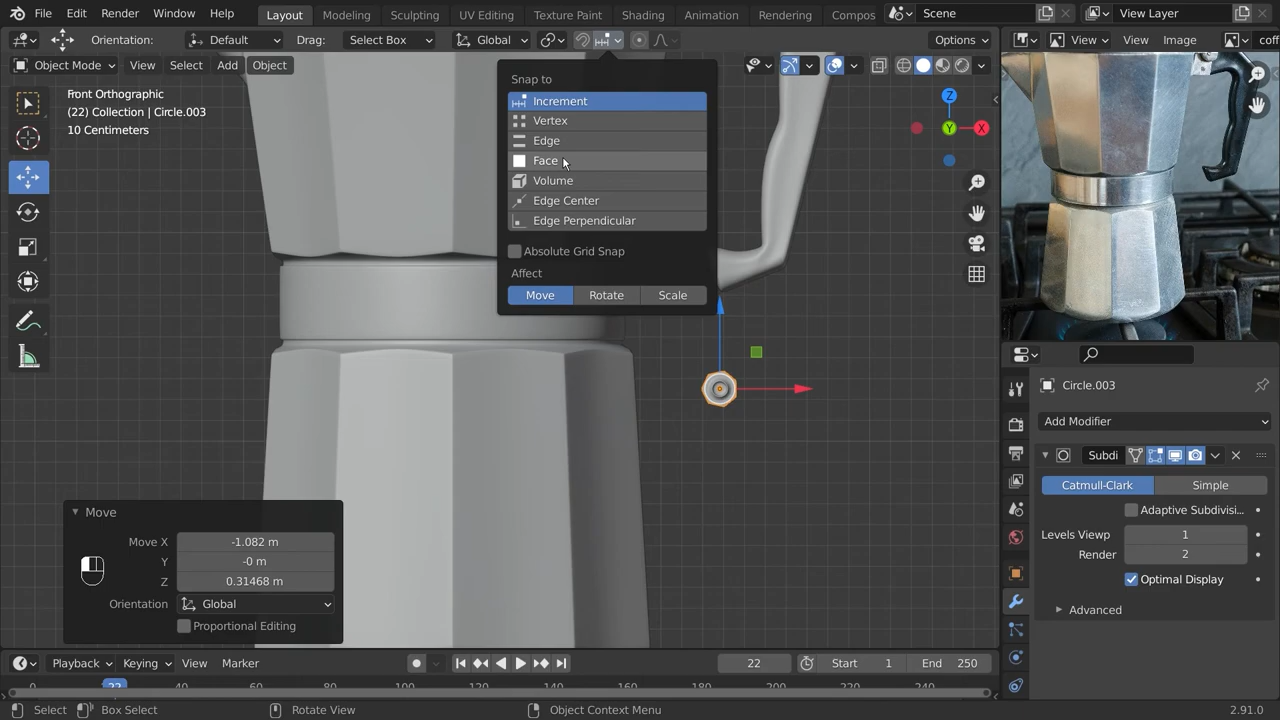 File Edit Render Window Help Layout Modeling Sculpting UV Editing Texture Paint Shading Animation Rendering Compos Scene View Layer
Orientation: Default Drag: Select Box Global Options View View Image cof
Object Mode View Select Add Object
Front Orthographic
(22) Collection | Circle.003
10 Centimeters
Snap to
Increment
Vertex
Edge
Face
Volume
Edge Center
Edge Perpendicular
Absolute Grid Snap
Affect
Move Rotate Scale
Z
Y
X
Circle.003
Add Modifier
Subdi
Catmull-Clark Simple
Adaptive Subdivisi...
Levels Viewp 1
Render 2
Optimal Display
Advanced
Move
Move X -1.082 m
Y -0 m
Z 0.31468 m
Orientation Global
Proportional Editing
Playback Keying View Marker 22 Start 1 End 250
0 22 40 60 80 100 120 140 160 180 200 220 240
Select Box Select Rotate View Object Context Menu 2.91.0